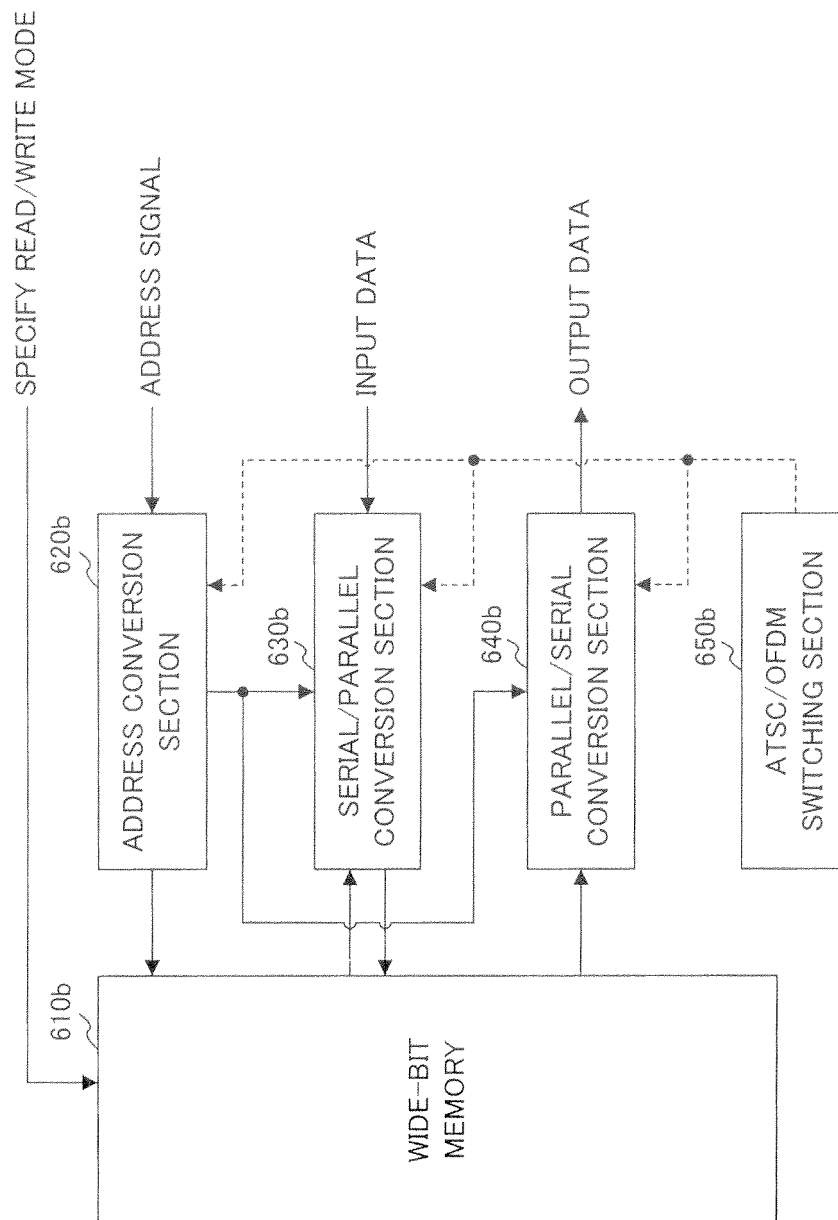 SPECIFY READ/WRITE MODE
ADDRESS SIGNAL
INPUT DATA
OUTPUT DATA
620b
ADDRESS CONVERSION
SECTION
630b
SERIAL/PARALLEL
CONVERSION SECTION
640b
PARALLEL/SERIAL
CONVERSION SECTION
650b
ATSC/OFDM
SWITCHING SECTION
610b
WIDE-BIT
MEMORY